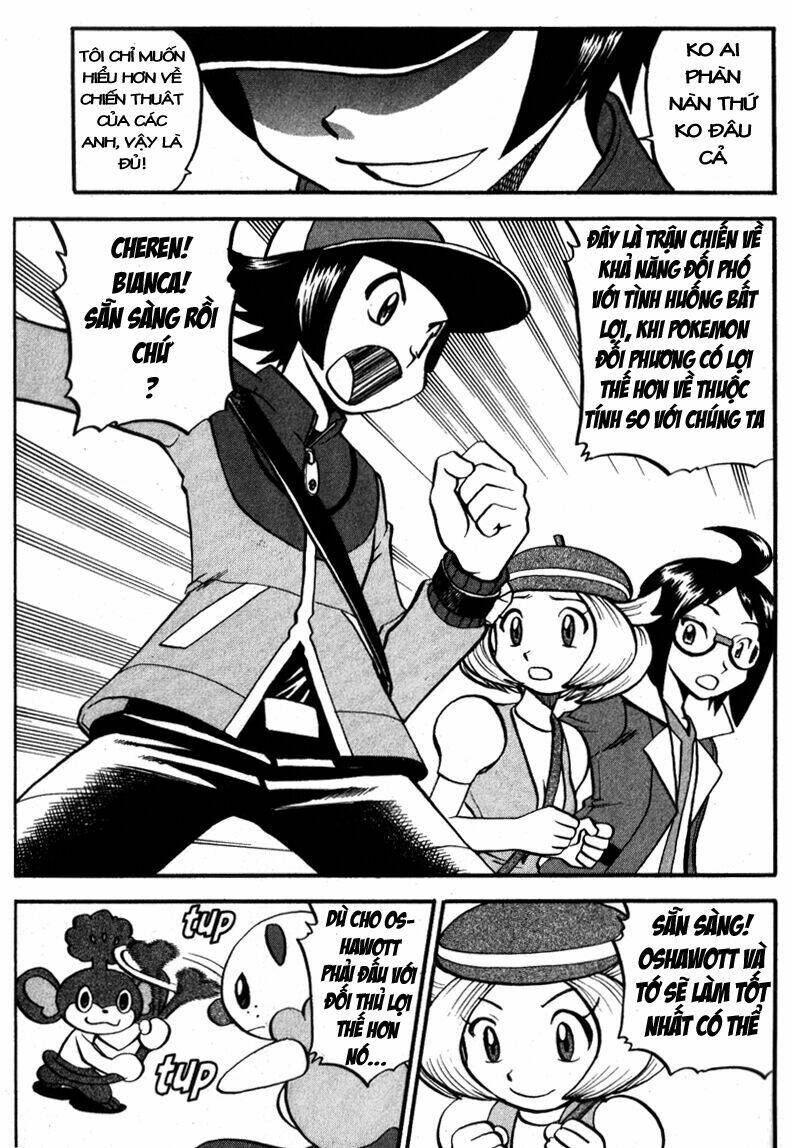 KO AI
PHÀN
NÀN THỨ
KO ĐÂU
CẢ
TÔI CHỈ MUỐN
HIỂU HƠN VỀ
CHIẾN THUẬT
CỦA CÁC
ANH, VẬY LÀ
ĐỦ!
ĐÂY LÀ TRẬN CHIẾN VỀ
KHẢ NĂNG ĐỐI PHÓ
VỚI TÌNH HUỐNG BẤT
LỢI, KHI POKEMON
ĐỐI PHƯƠNG CÓ LỢI
THẾ HƠN VỀ THUỘC
TÍNH SO VỚI CHÚNG TA
CHEREN!
BIANCA!
SẴN SÀNG RỒI
CHỨ
?
SẴN SÀNG!
OSHAWOTT VÀ
TỚ SẼ LÀM TỐT
NHẤT CÓ THỂ
DÙ CHO OS-
HAWOTT
PHẢI ĐẤU VỚI
ĐỐI THỦ LỢI
THẾ HƠN
NÓ...
tup
tup